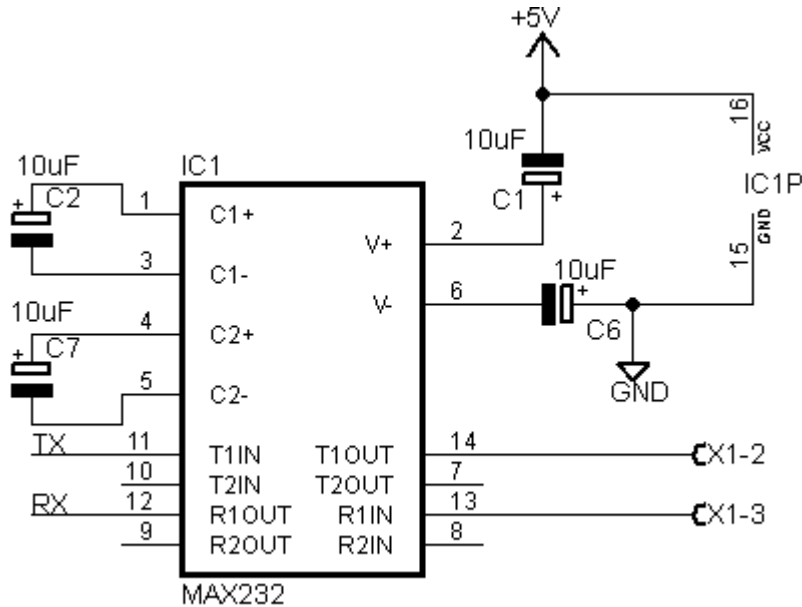 +5V
10uF
C1
+
16
VCC
IC1P
GND
15
10uF
C2
+
IC1
1
C1+
3
C1-
V+
2
V-
6
10uF
+
C6
GND
10uF
C7
+
4
C2+
5
C2-
TX
11
T1IN
T1OUT
14
X1-2
10
T2IN
T2OUT
7
RX
12
R1OUT
R1IN
13
X1-3
9
R2OUT
R2IN
8
MAX232